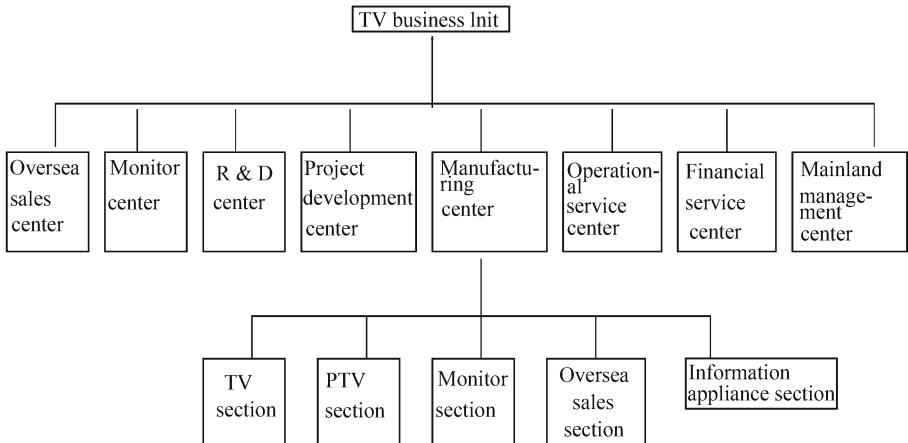 TV business lnit
Oversea
sales
center
Monitor
center
R & D
center
Project
development
center
Manufactu-
ring
center
Operation-
al
service
center
Financial
service
center
Mainland
manage-
ment
center
TV
section
PTV
section
Monitor
section
Oversea
sales
section
Information
appliance section